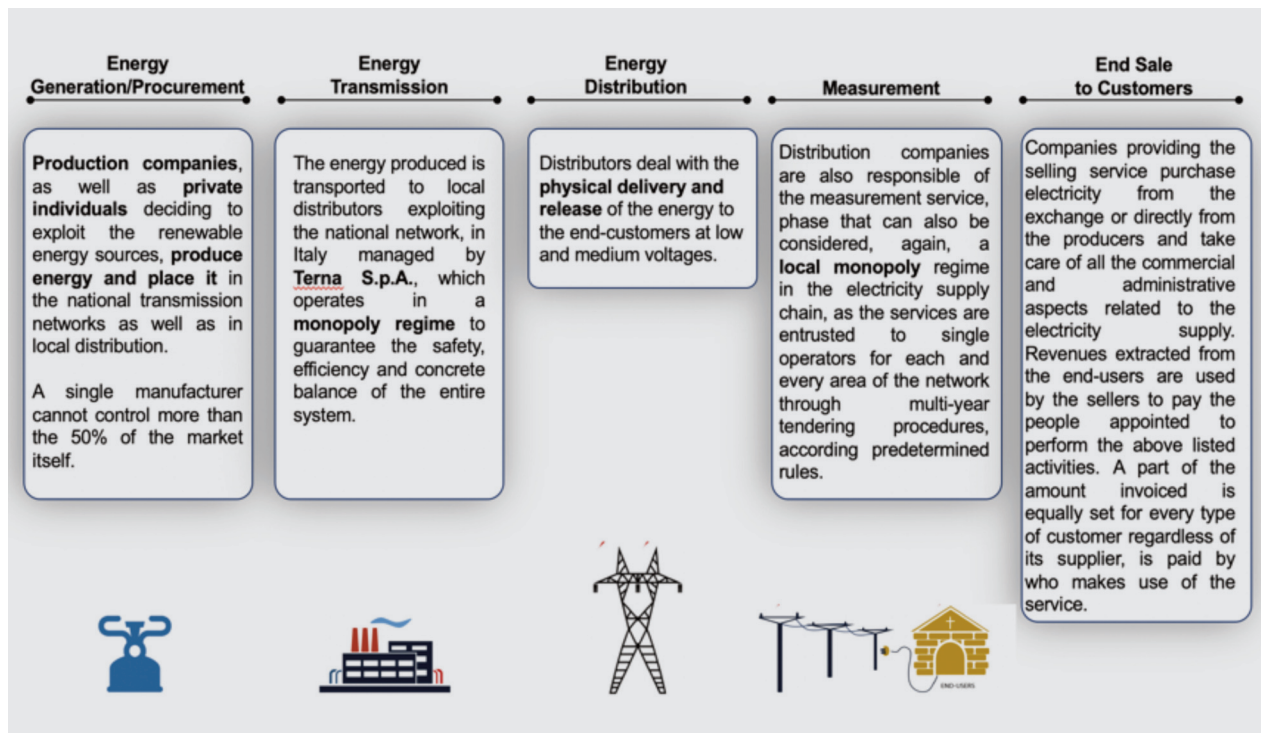 Energy
Generation/Procurement
Energy
Transmission
Energy
Distribution
Measurement
End Sale
to Customers
Production companies,
as well as private
individuals deciding to
exploit the renewable
energy sources, produce
energy and place it in
the national transmission
networks as well as in
local distribution.
A single manufacturer
cannot control more than
the 50% of the market
itself.
The energy produced is
transported to local
distributors exploiting
the national network, in
Italy managed by
Terna S.p.A., which
operates in a
monopoly regime to
guarantee the safety,
efficiency and concrete
balance of the entire
system.
Distributors deal with the
physical delivery and
release of the energy to
the end-customers at low
and medium voltages.
Distribution companies
are also responsible of
the measurement service,
phase that can also be
considered, again, a
local monopoly regime
in the electricity supply
chain, as the services are
entrusted to single
operators for each and
every area of the network
through multi-year
tendering procedures,
according predetermined
rules.
Companies providing the
selling service purchase
electricity from the
exchange or directly from
the producers and take
care of all the commercial
and administrative
aspects related to the
electricity supply.
Revenues extracted from
the end-users are used
by the sellers to pay the
people appointed to
perform the above listed
activities. A part of the
amount invoiced is
equally set for every type
of customer regardless of
its supplier, is paid by
who makes use of the
service.
END-USERS